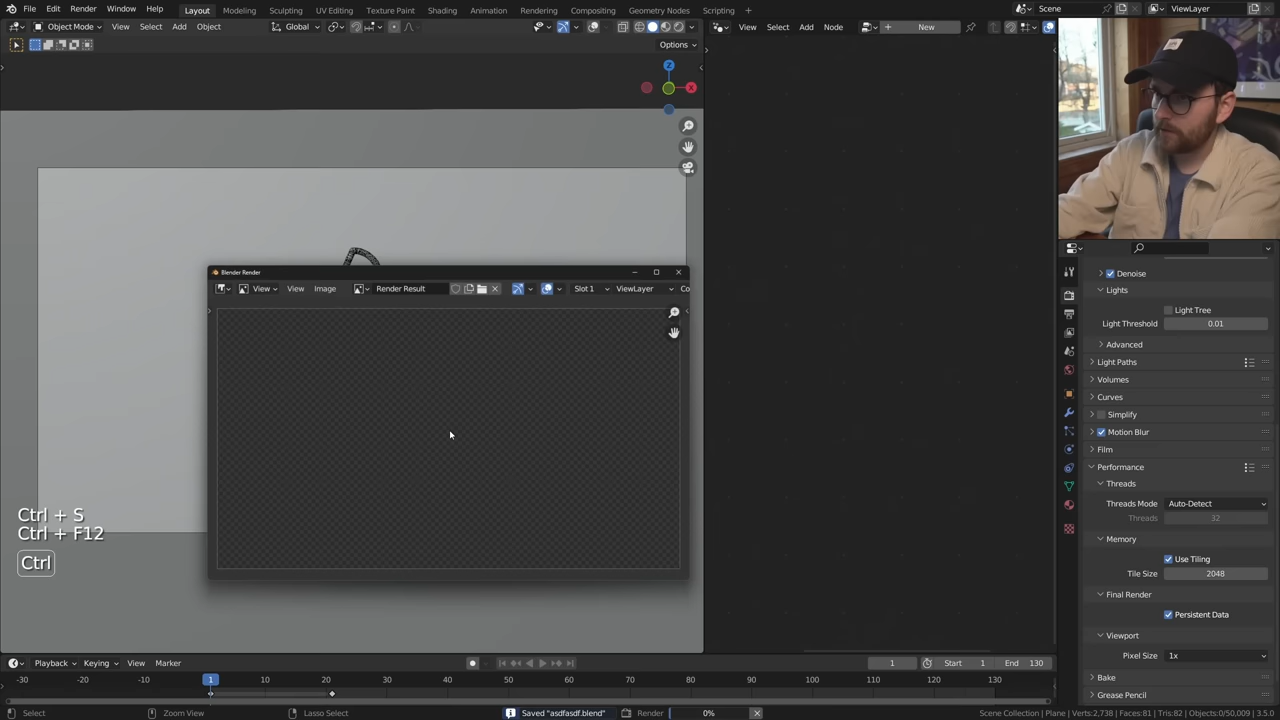 File Edit Render Window Help Layout Modeling Sculpting UV Editing Texture Paint Shading Animation Rendering Compositing Geometry Nodes Scripting Scene ViewLayer
Object Mode View Select Add Object Global View Select Add Node New
Options
Blender Render
View View Image Render Result Slot 1 ViewLayer Co
Denoise
Lights
Light Tree
Light Threshold 0.01
Advanced
Light Paths
Volumes
Curves
Simplify
Motion Blur
Film
Performance
Threads
Threads Mode Auto-Detect
Threads 32
Memory
Use Tiling
Tile Size 2048
Final Render
Persistent Data
Viewport
Pixel Size 1x
Bake
Grease Pencil
Ctrl + S
Ctrl + F12
Ctrl
Playback Keying View Marker 1 Start 1 End 130
-30 -20 -10 1 10 20 30 40 50 60 70 80 90 100 110 120 130
Select Zoom View Lasso Select Saved "asdfasdf.blend" Render 0% Scene Collection | Plane | Verts:2,738 | Faces:81 | Tris:82 | Objects:0/50,009 | 3.5.0
X
Z